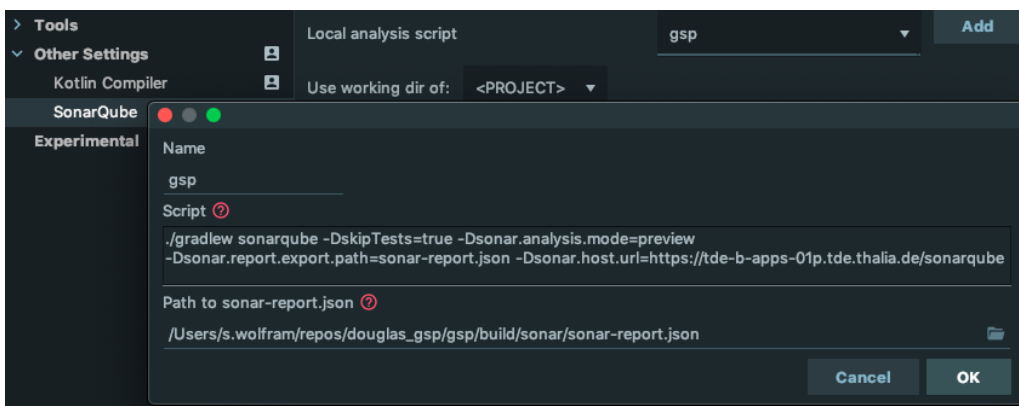 Tools
Local analysis script gsp Add
Other Settings
Kotlin Compiler
Use working dir of: <PROJECT>
SonarQube
Experimental
Name
gsp
Script
./gradlew sonarqube -DskipTests=true -Dsonar.analysis.mode=preview
-Dsonar.report.export.path=sonar-report.json -Dsonar.host.url=https://tde-b-apps-01p.tde.thalia.de/sonarqube
Path to sonar-report.json
/Users/s.wolfram/repos/douglas_gsp/gsp/build/sonar/sonar-report.json
Cancel OK